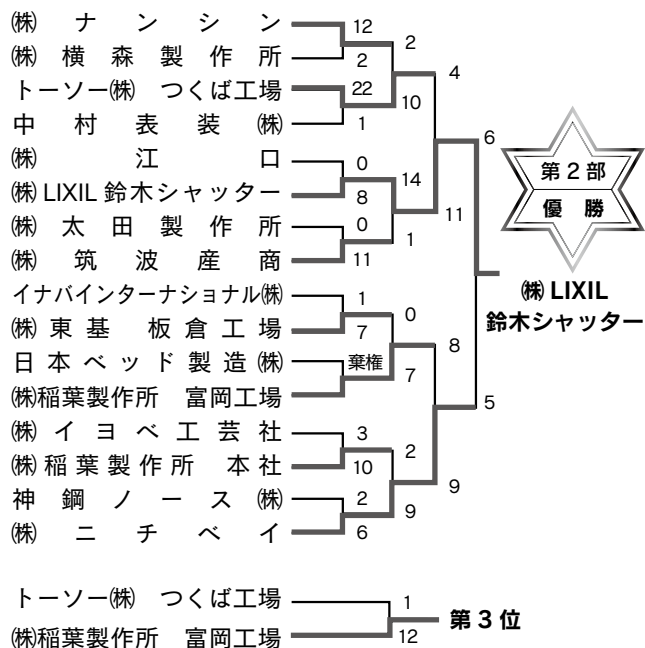 ㈱ナンシン 12
㈱横森製作所 2
2
トーソー㈱ つくば工場 22
10
中村表装㈱ 1
4
㈱江口 0
14
㈱LIXIL鈴木シャッター 8
11
㈱太田製作所 0
1
㈱筑波産商 11
6
イナバインターナショナル㈱ 1
0
㈱東基 板倉工場 7
8
日本ベッド製造㈱ 棄権
7
㈱稲葉製作所 富岡工場
5
㈱イヨベ工芸社 3
2
㈱稲葉製作所 本社 10
9
神鋼ノース㈱ 2
9
㈱ニチベイ 6
第2部
優勝
㈱LIXIL
鈴木シャッター
トーソー㈱ つくば工場 1
㈱稲葉製作所 富岡工場 12
第3位